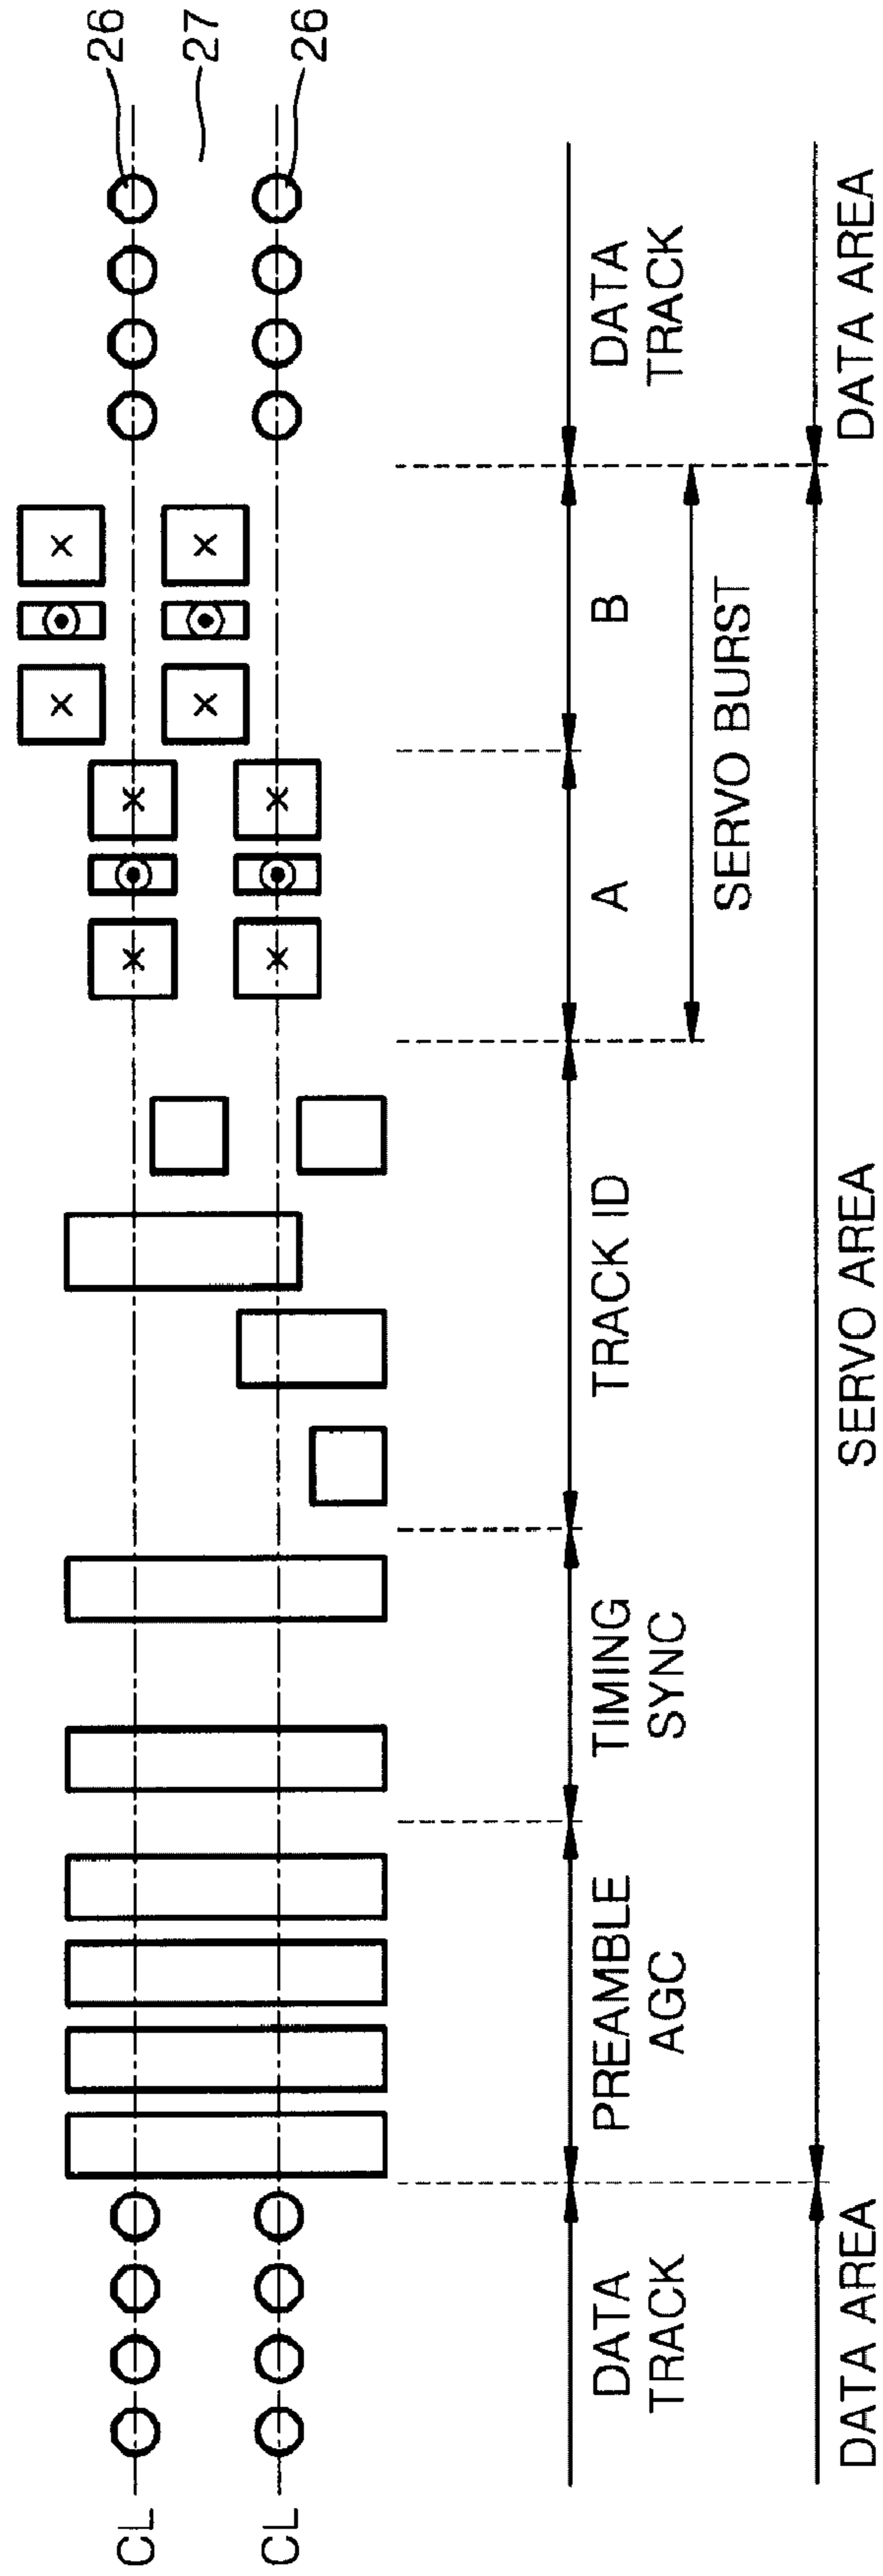 26
27
26
CL
CL
DATA
TRACK
PREAMBLE
AGC
TIMING
SYNC
TRACK ID
A
B
DATA
TRACK
SERVO BURST
DATA AREA
SERVO AREA
DATA AREA